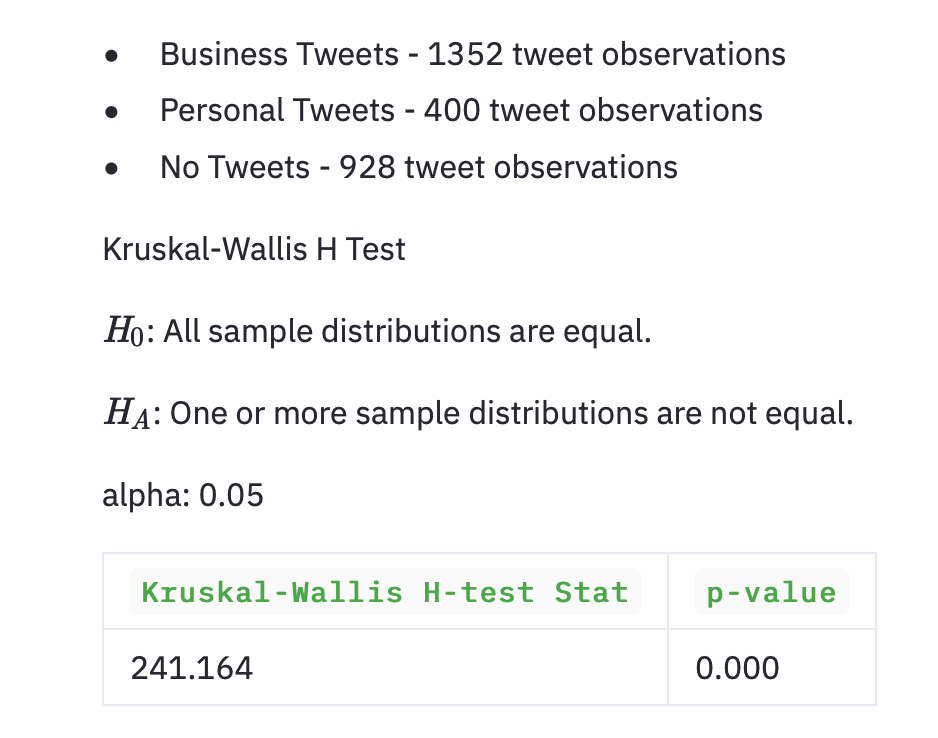 • Business Tweets - 1352 tweet observations
• Personal Tweets - 400 tweet observations
• No Tweets - 928 tweet observations
Kruskal-Wallis H Test
H₀: All sample distributions are equal.
H_A: One or more sample distributions are not equal.
alpha: 0.05
Kruskal-Wallis H-test Stat p-value
241.164 0.000